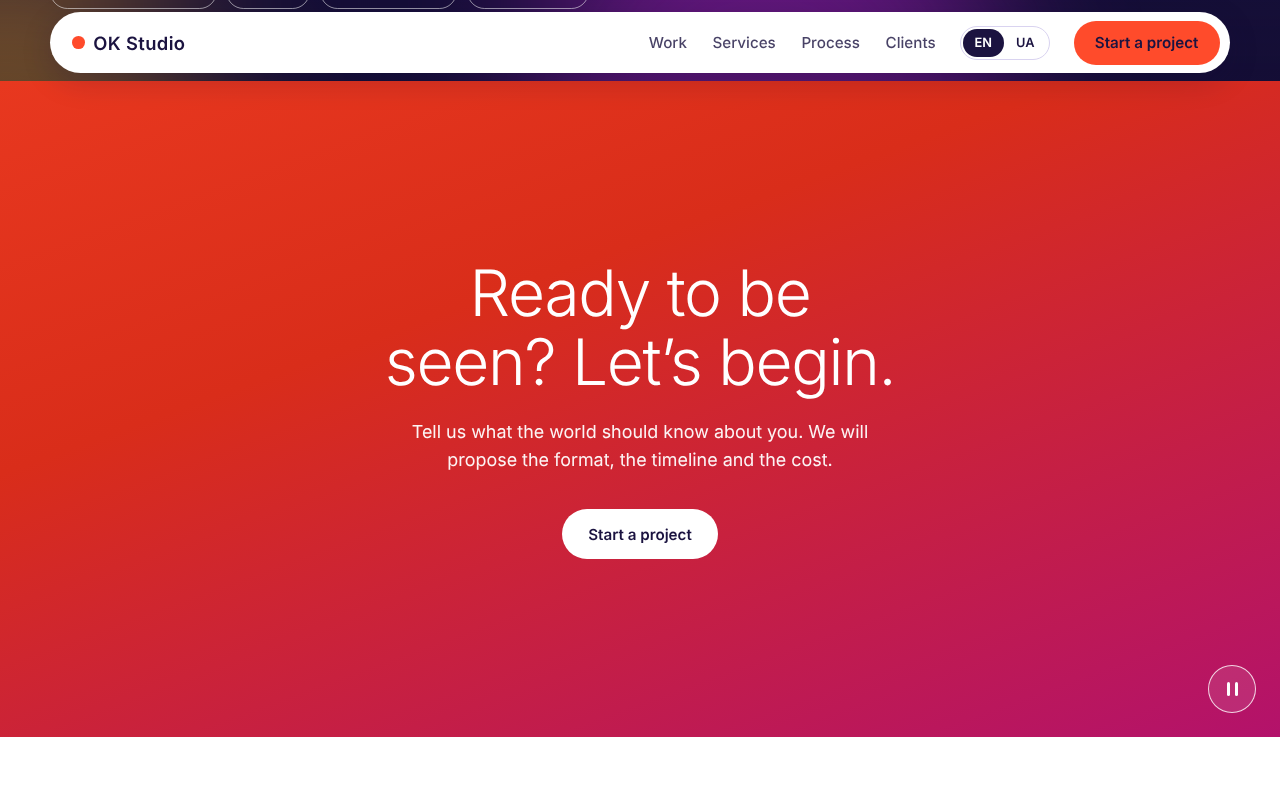 OK Studio
Work
Services
Process
Clients
EN
UA
Start a project
Ready to be
seen? Let’s begin.
Tell us what the world should know about you. We will
propose the format, the timeline and the cost.
Start a project